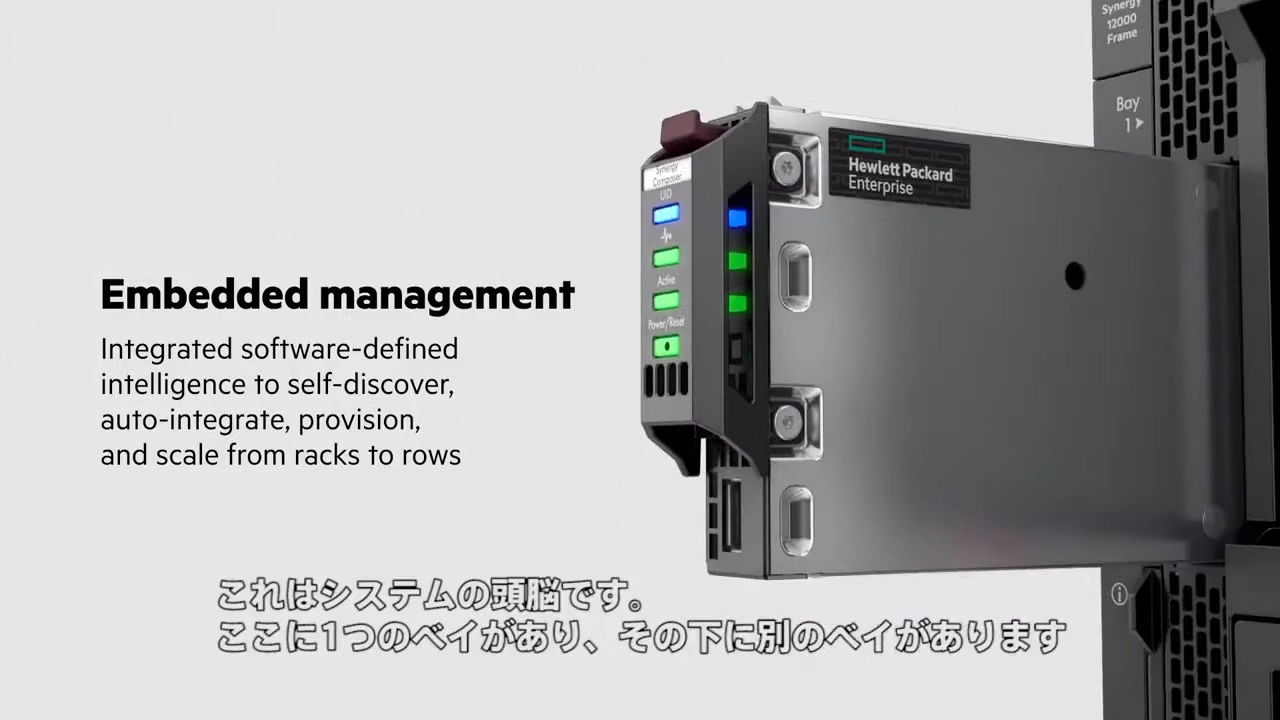 Synergy
12000
Frame
Bay
1
Hewlett Packard
Enterprise
Synergy
Composer
UID
Active
Power/Reset
Embedded management
Integrated software-defined
intelligence to self-discover,
auto-integrate, provision,
and scale from racks to rows
これはシステムの頭脳です。
ここに1つのベイがあり、その下に別のベイがあります